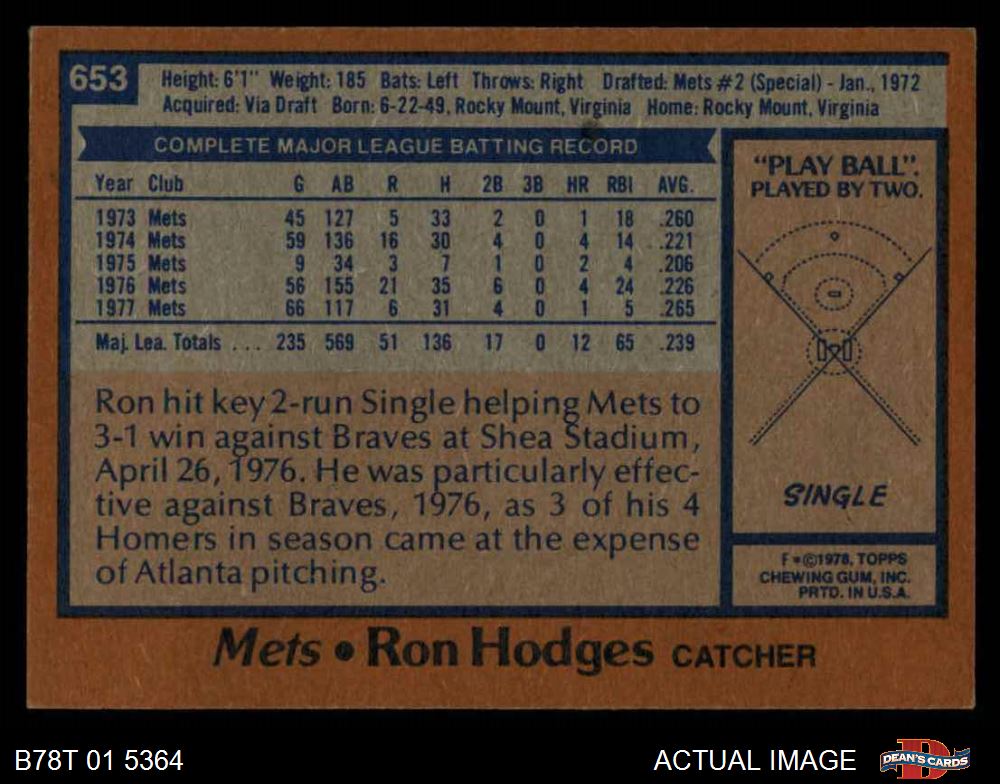 653
Height: 6'1" Weight: 185 Bats: Left Throws: Right Drafted: Mets #2 (Special) - Jan., 1972
Acquired: Via Draft Born: 6-22-49, Rocky Mount, Virginia Home: Rocky Mount, Virginia
COMPLETE MAJOR LEAGUE BATTING RECORD
Year Club G AB R H 2B 3B HR RBI AVG.
1973 Mets 45 127 5 33 2 0 1 18 .260
1974 Mets 59 136 16 30 4 0 4 14 .221
1975 Mets 9 34 3 7 1 0 2 4 .206
1976 Mets 56 155 21 35 6 0 4 24 .226
1977 Mets 66 117 6 31 4 0 1 5 .265
Maj. Lea. Totals . . . 235 569 51 136 17 0 12 65 .239
Ron hit key 2-run Single helping Mets to
3-1 win against Braves at Shea Stadium,
April 26, 1976. He was particularly effec-
tive against Braves, 1976, as 3 of his 4
Homers in season came at the expense
of Atlanta pitching.
"PLAY BALL".
PLAYED BY TWO.
SINGLE
F*©1978, TOPPS
CHEWING GUM, INC.
PRTD. IN U.S.A.
Mets • Ron Hodges CATCHER
B78T 01 5364
ACTUAL IMAGE
DEAN'S CARDS